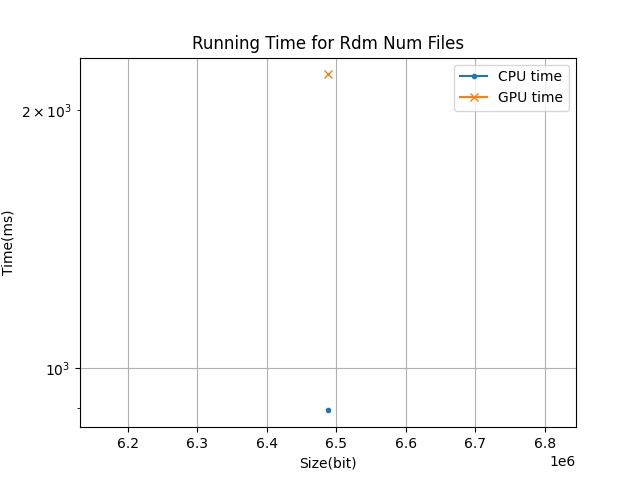 Running Time for Rdm Num Files
CPU time
GPU time
2 × 10³
10³
Time(ms)
6.2 6.3 6.4 6.5 6.6 6.7 6.8
1e6
Size(bit)